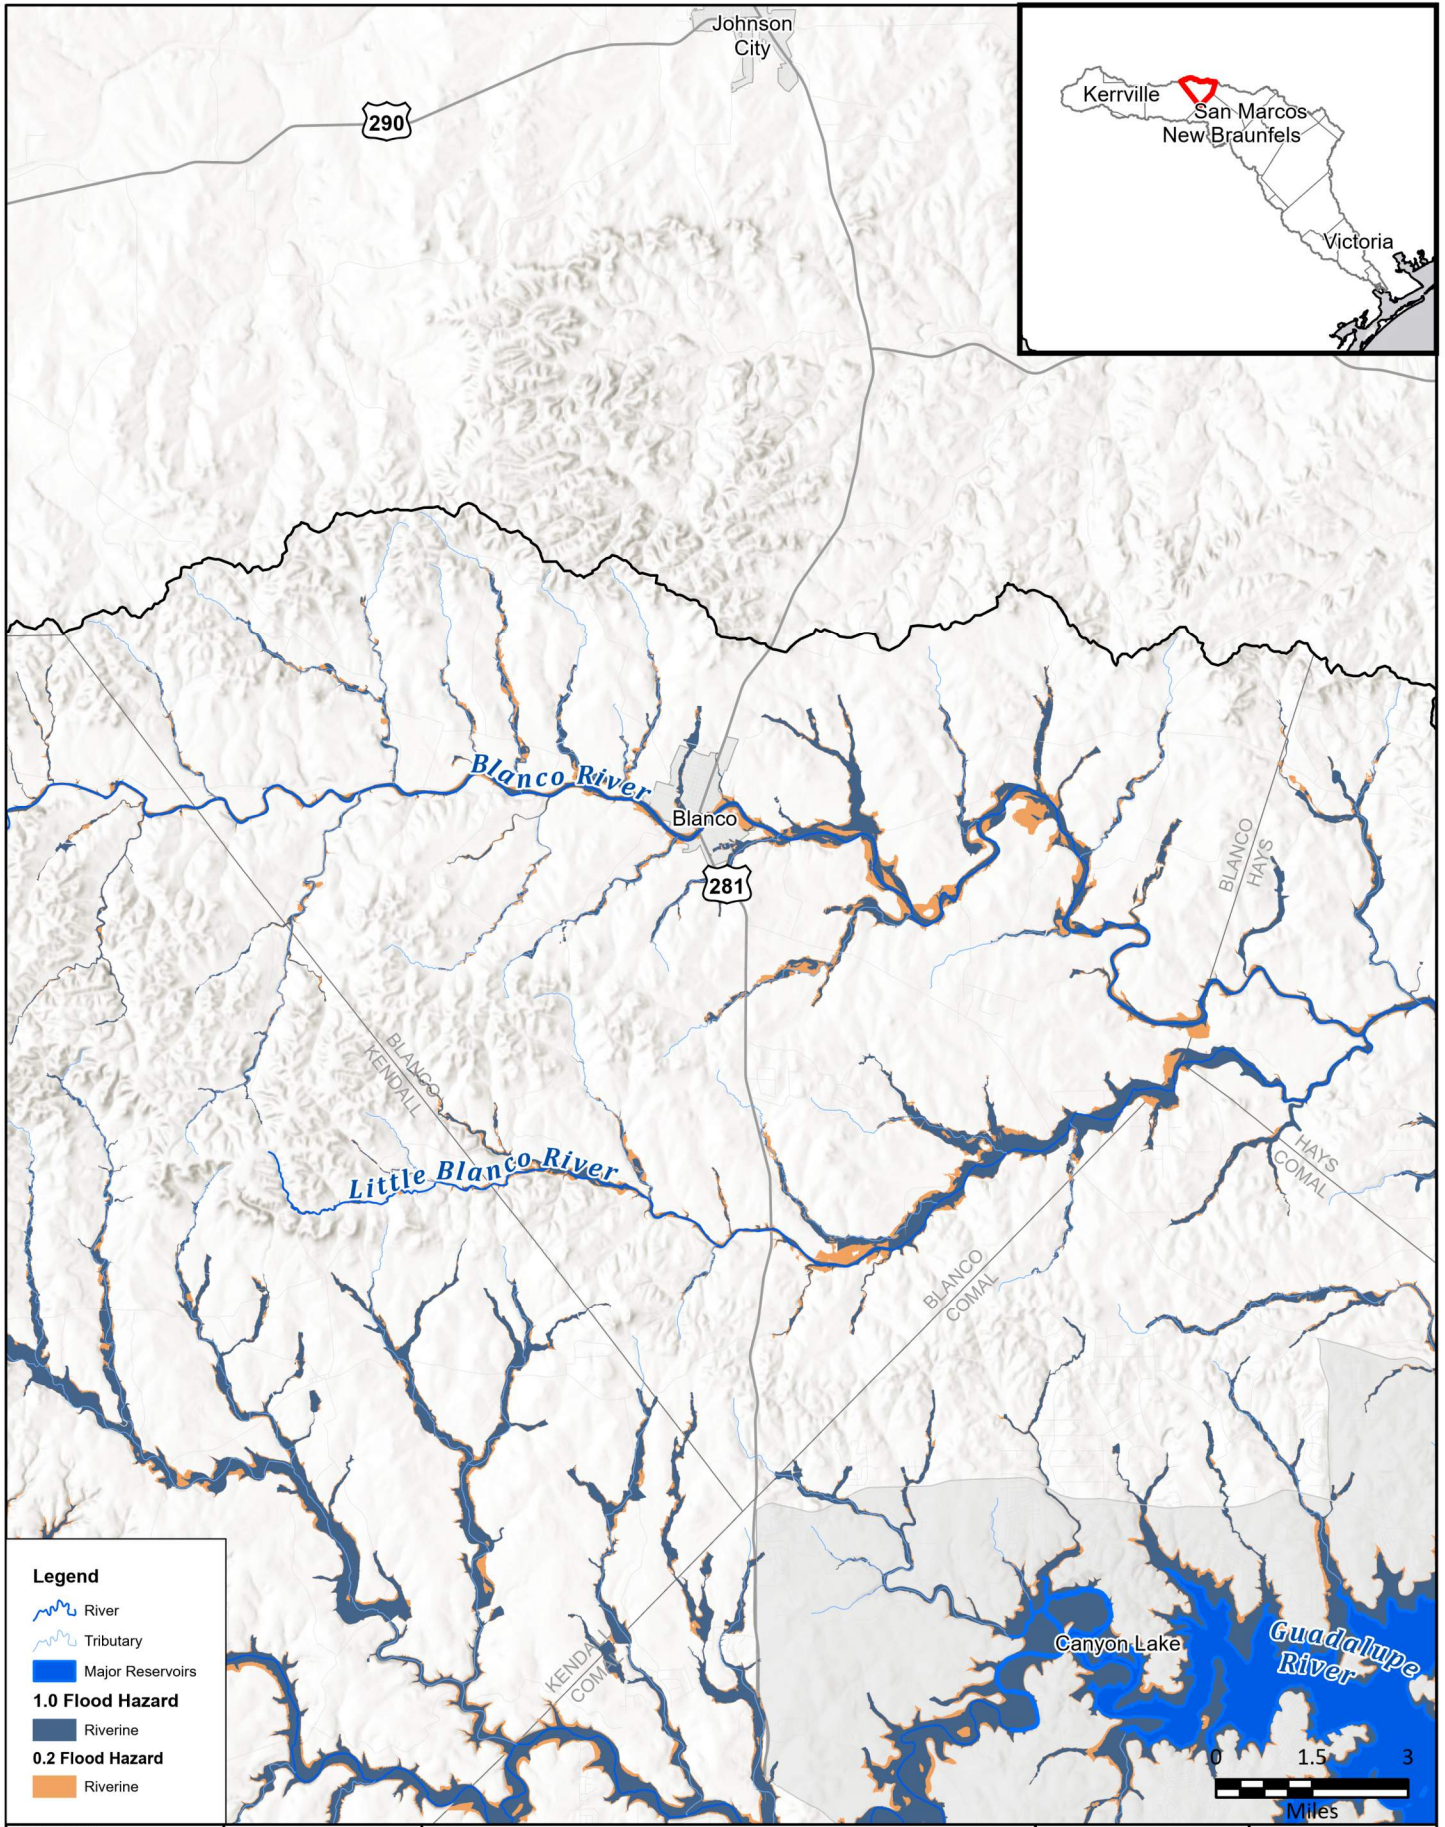 Johnson
City
290
Kerrville
San Marcos
New Braunfels
Victoria
Blanco River
Blanco
281
BLANCO
HAYS
BLANCO
KENDALL
Little Blanco River
HAYS
COMAL
BLANCO
COMAL
KENDALL
COMAL
Canyon Lake
Guadalupe
River
Legend
River
Tributary
Major Reservoirs
1.0 Flood Hazard
Riverine
0.2 Flood Hazard
Riverine
0 1.5 3
Miles